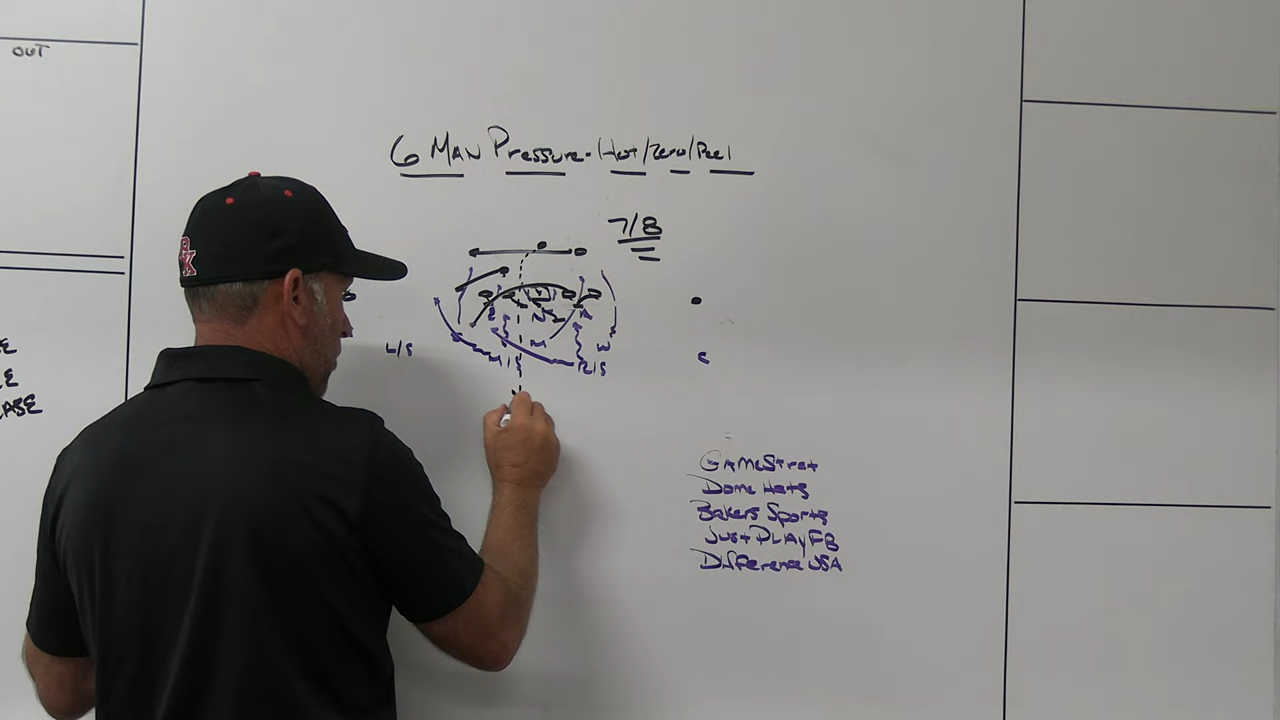 OUT
6 MAN Pressure-(Hot/Zero/Peel
7/8
L/S
M/S
R/S
C
GAMEStrat
Dome Hats
Bakers Sports
Just PLAY FB
Difference USA
ASE